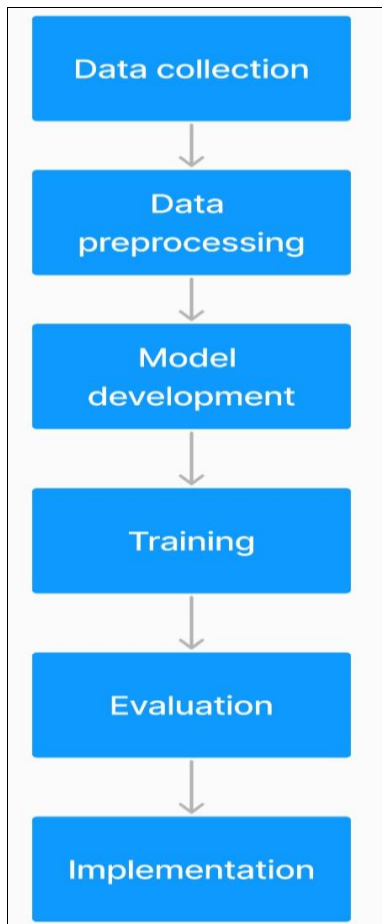 Data collection
Data
preprocessing
Model
development
Training
Evaluation
Implementation